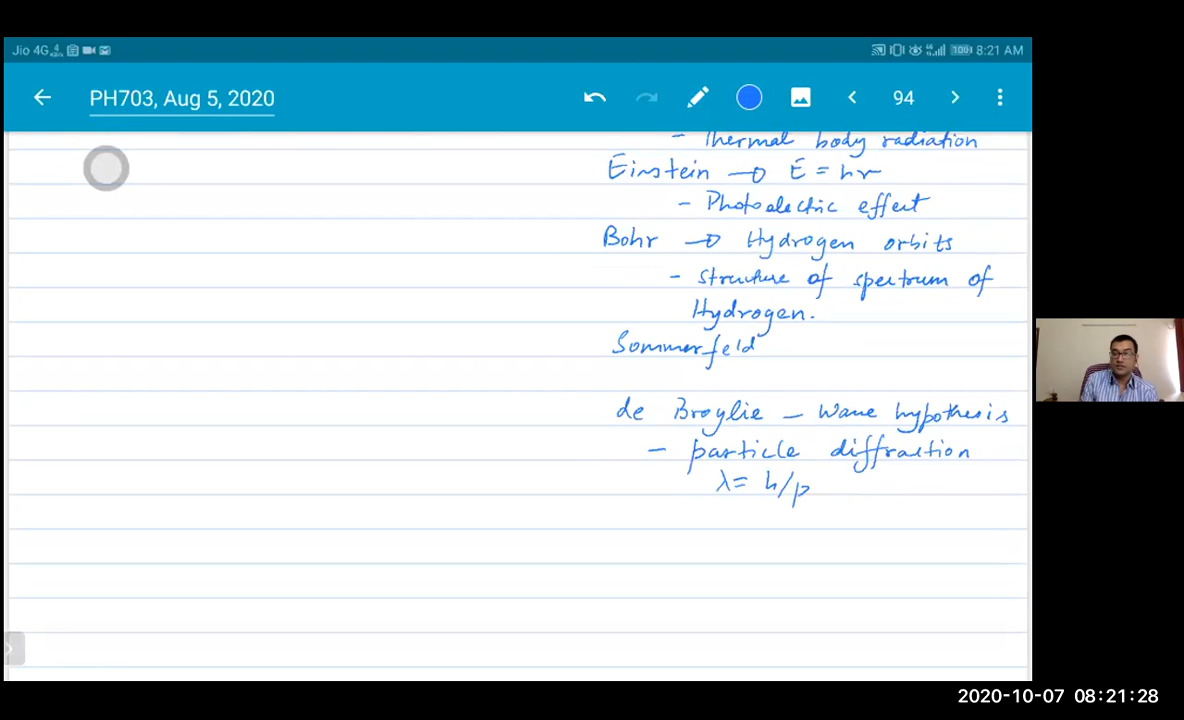 Jio 4G 8:21 AM
PH703, Aug 5, 2020 94
- Thermal body radiation
Einstein → E = hν
- Photoelectric effect
Bohr → Hydrogen orbits
- structure of spectrum of
Hydrogen.
Sommerfeld
de Broglie - wave hypothesis
- particle diffraction
λ = h/p
2020-10-07 08:21:28